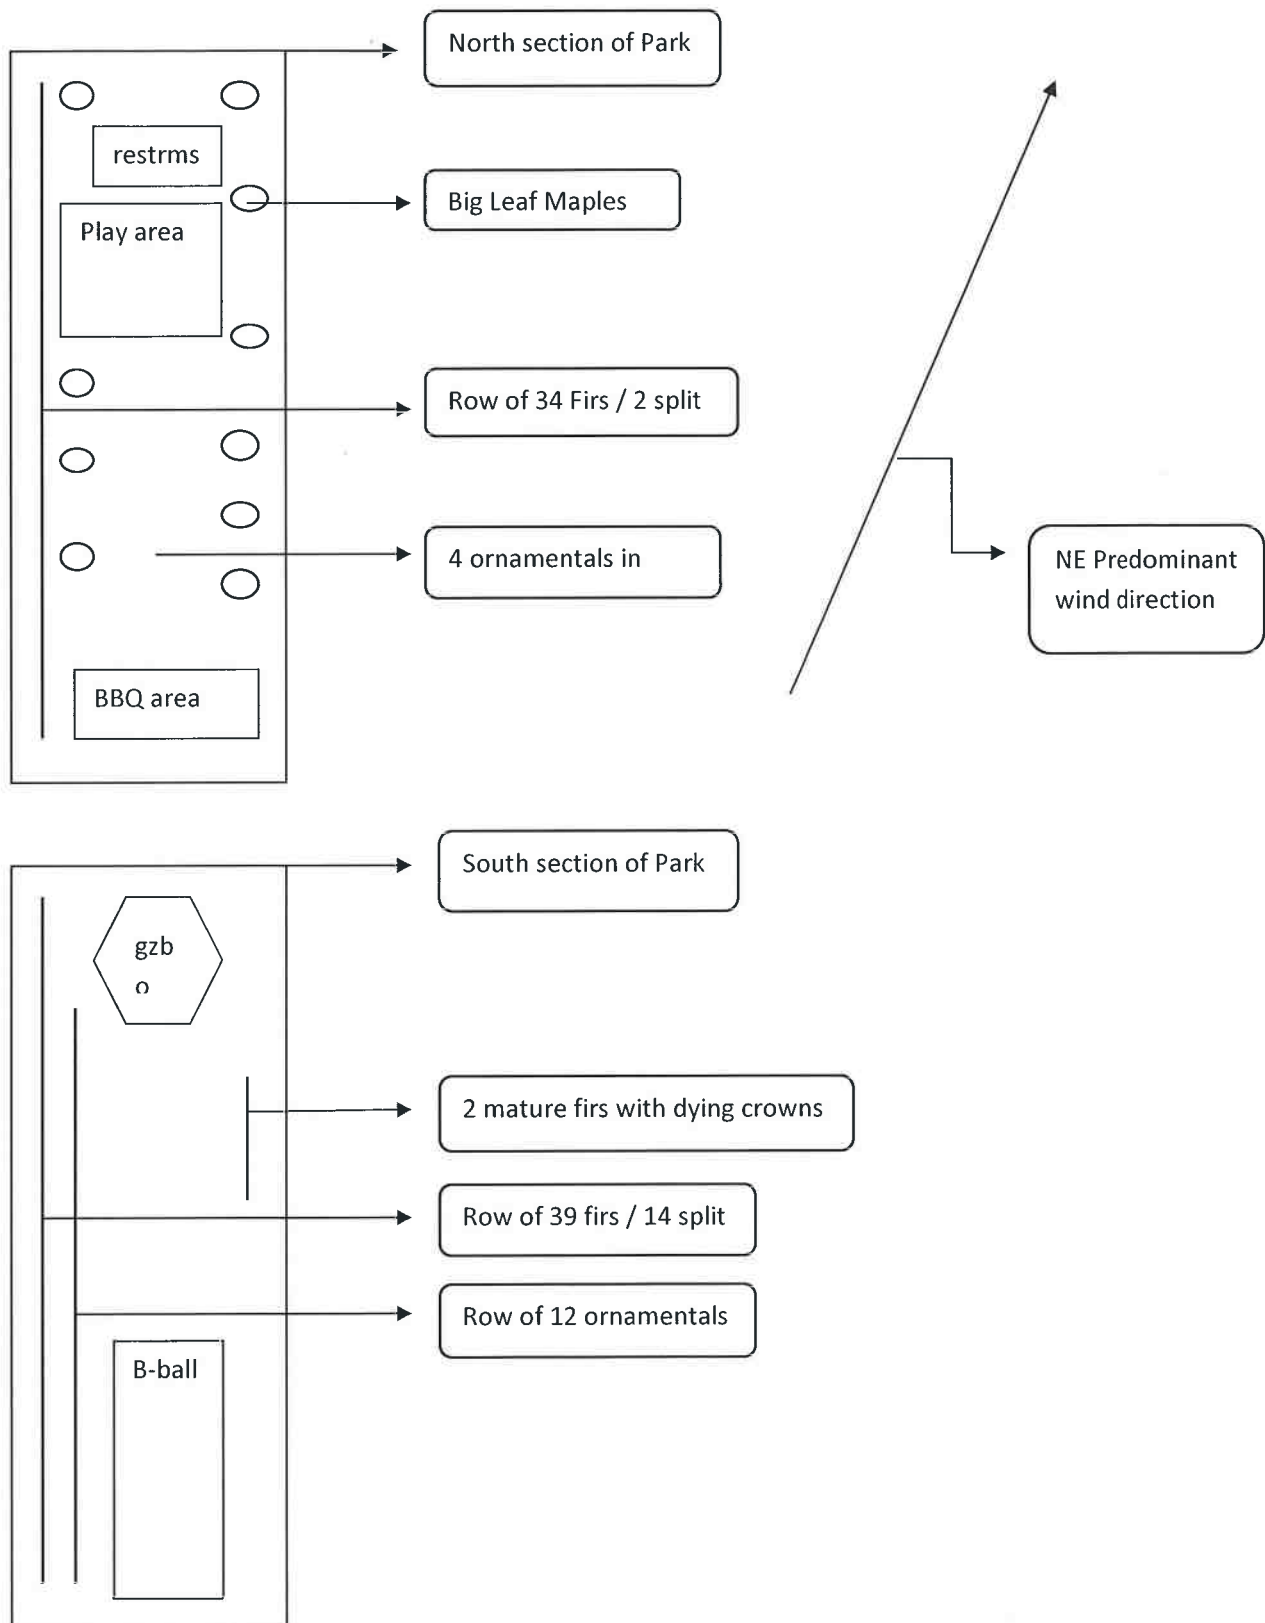 North section of Park
restrms
Big Leaf Maples
Play area
Row of 34 Firs / 2 split
4 ornamentals in
NE Predominant
wind direction
BBQ area
South section of Park
gzb
o
2 mature firs with dying crowns
Row of 39 firs / 14 split
Row of 12 ornamentals
B-ball